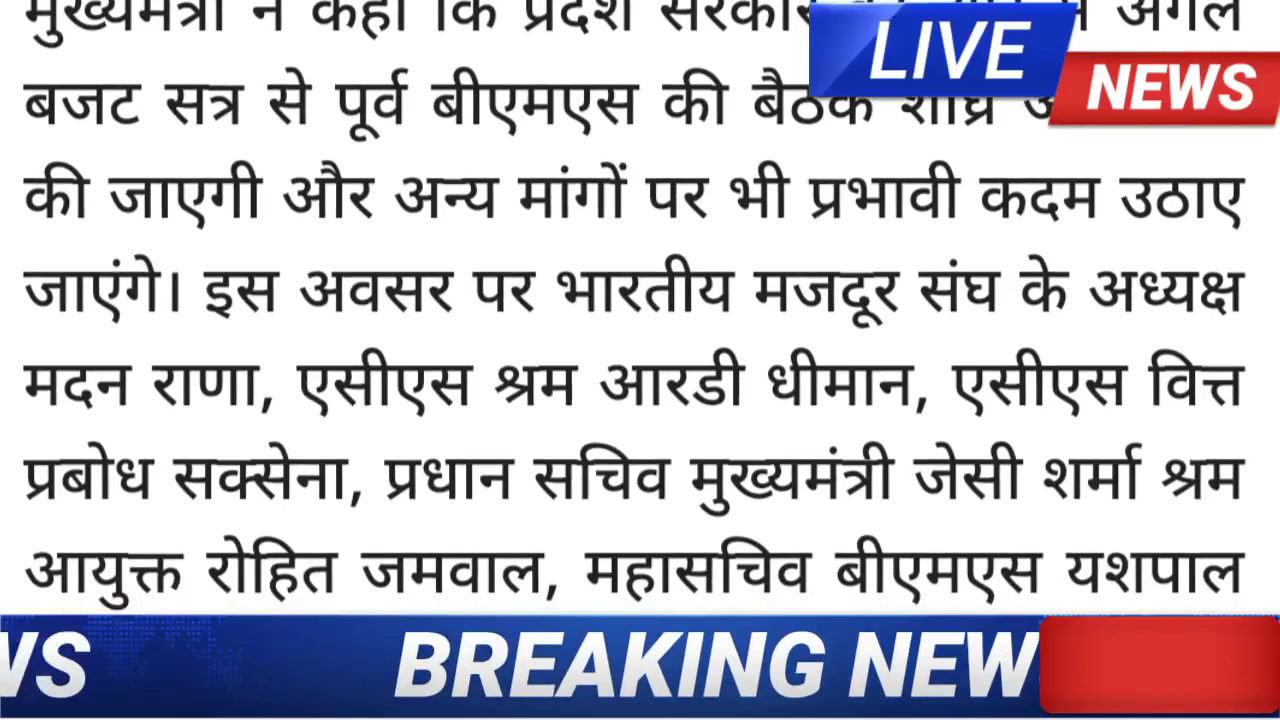 मुख्यमंत्री ने कहा कि प्रदेश सरकार अगले
LIVE
NEWS
बजट सत्र से पूर्व बीएमएस की बैठक शीघ्र
की जाएगी और अन्य मांगों पर भी प्रभावी कदम उठाए
जाएंगे। इस अवसर पर भारतीय मजदूर संघ के अध्यक्ष
मदन राणा, एसीएस श्रम आरडी धीमान, एसीएस वित्त
प्रबोध सक्सेना, प्रधान सचिव मुख्यमंत्री जेसी शर्मा श्रम
आयुक्त रोहित जमवाल, महासचिव बीएमएस यशपाल
WS BREAKING NEW